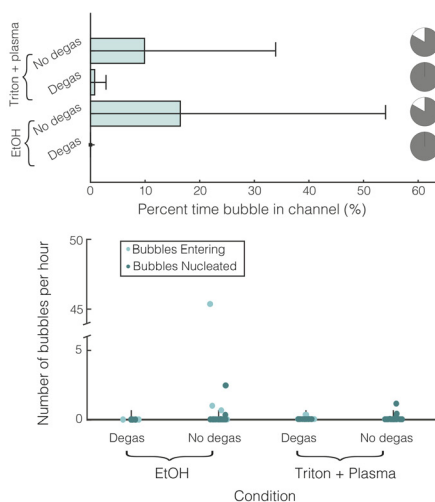 Triton + plasma
No degas
Degas
EtOH
No degas
Degas
0 10 20 30 40 50 60
Percent time bubble in channel (%)
Number of bubbles per hour
50
45
5
0
Bubbles Entering
Bubbles Nucleated
Degas No degas Degas No degas
EtOH Triton + Plasma
Condition